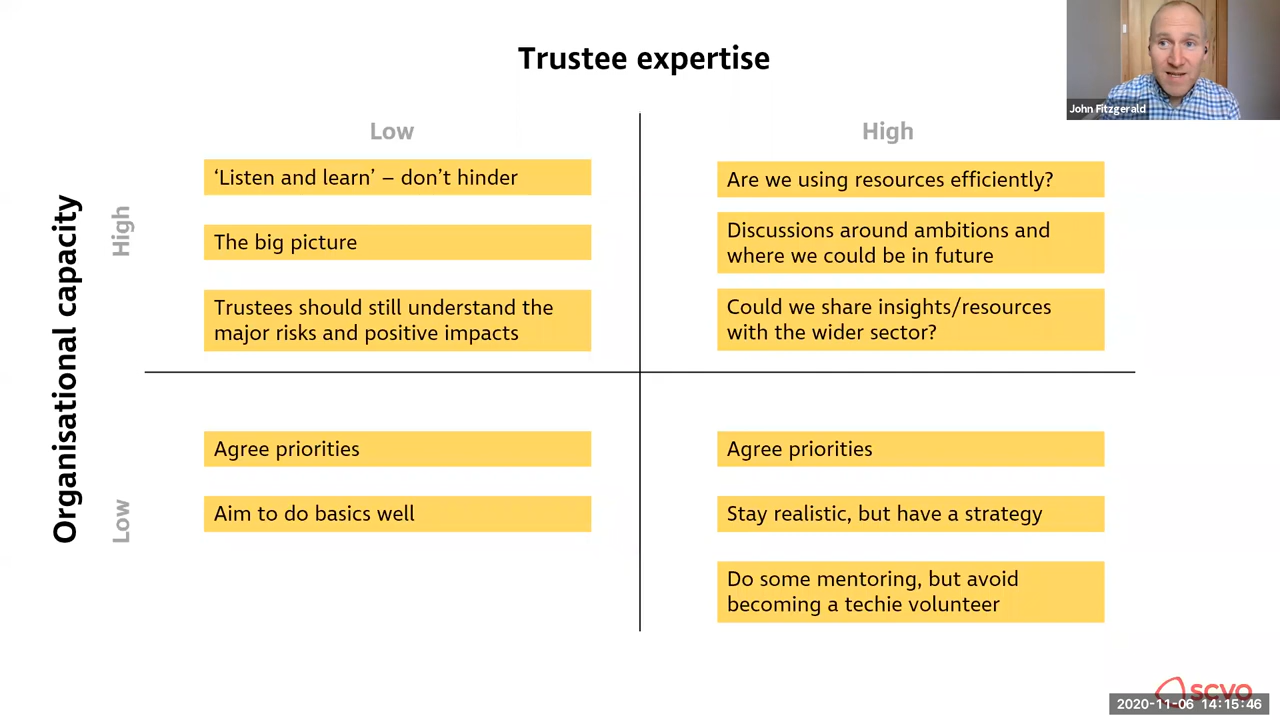 Trustee expertise
John Fitzgerald
Low
High
Organisational capacity
High
‘Listen and learn’ – don’t hinder
The big picture
Trustees should still understand the
major risks and positive impacts
Are we using resources efficiently?
Discussions around ambitions and
where we could be in future
Could we share insights/resources
with the wider sector?
Low
Agree priorities
Aim to do basics well
Agree priorities
Stay realistic, but have a strategy
Do some mentoring, but avoid
becoming a techie volunteer
scvo
2020-11-06 14:15:46